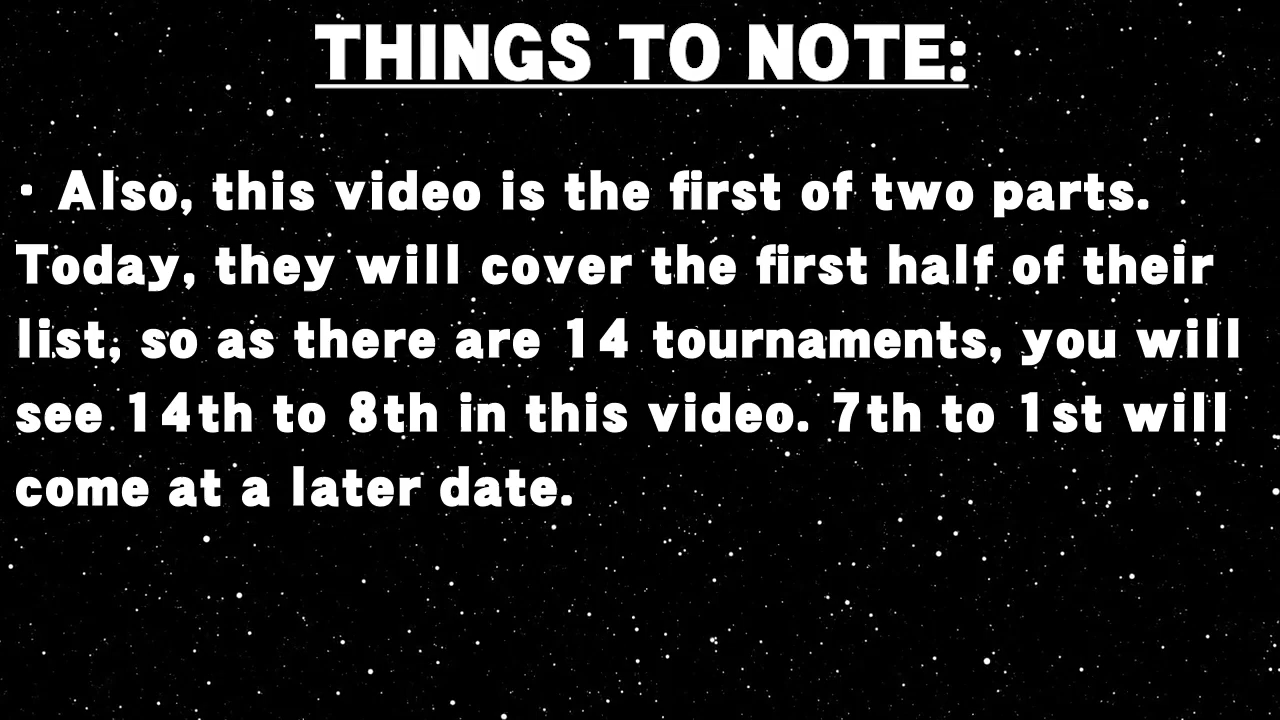 THINGS TO NOTE:
· Also, this video is the first of two parts.
Today, they will cover the first half of their
list, so as there are 14 tournaments, you will
see 14th to 8th in this video. 7th to 1st will
come at a later date.